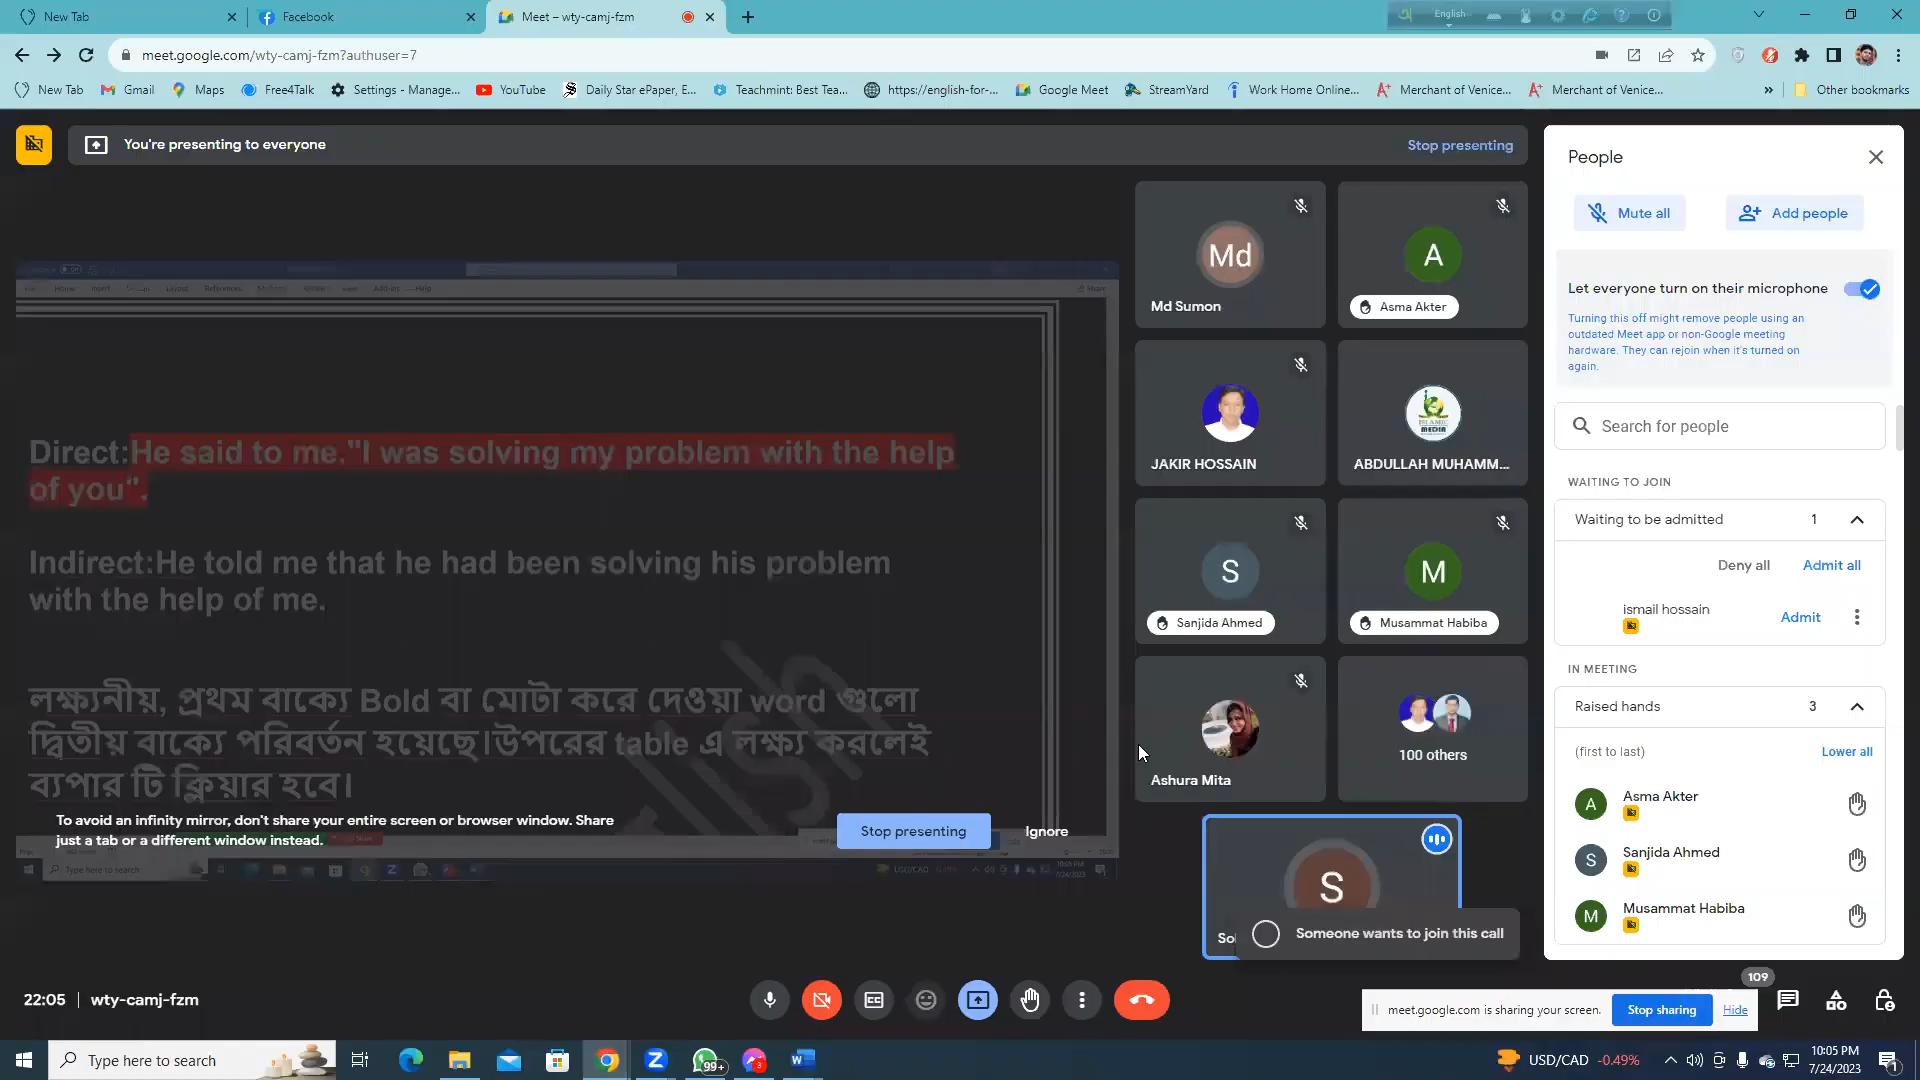 New Tab
Facebook
Meet – wty-camj-fzm
English
meet.google.com/wty-camj-fzm?authuser=7
New Tab
Gmail
Maps
Free4Talk
Settings - Manage...
YouTube
Daily Star ePaper, E...
Teachmint: Best Tea...
https://english-for-...
Google Meet
StreamYard
Work Home Online...
Merchant of Venice...
Merchant of Venice...
Other bookmarks
You're presenting to everyone
Stop presenting
Direct:He said to me."I was solving my problem with the help
of you".
Indirect:He told me that he had been solving his problem
with the help of me.
লক্ষ্যনীয়, প্রথম বাক্যে Bold বা মোটা করে দেওয়া word গুলো
দ্বিতীয় বাক্যে পরিবর্তন হয়েছে।উপরের table এ লক্ষ্য করলেই
ব্যপার টি ক্লিয়ার হবে।
To avoid an infinity mirror, don't share your entire screen or browser window. Share
just a tab or a different window instead.
Stop presenting
Ignore
Md
Md Sumon
A
Asma Akter
JAKIR HOSSAIN
ISLAMIC
MEDIA
ABDULLAH MUHAMM...
S
Sanjida Ahmed
M
Musammat Habiba
Ashura Mita
100 others
S
Someone wants to join this call
People
Mute all
Add people
Let everyone turn on their microphone
Turning this off might remove people using an
outdated Meet app or non-Google meeting
hardware. They can rejoin when it's turned on
again.
Search for people
WAITING TO JOIN
Waiting to be admitted
1
Deny all
Admit all
ismail hossain
Admit
IN MEETING
Raised hands
3
(first to last)
Lower all
A
Asma Akter
S
Sanjida Ahmed
M
Musammat Habiba
109
22:05 | wty-camj-fzm
meet.google.com is sharing your screen.
Stop sharing
Hide
Type here to search
99+
3
USD/CAD -0.49%
10:05 PM
7/24/2023
1